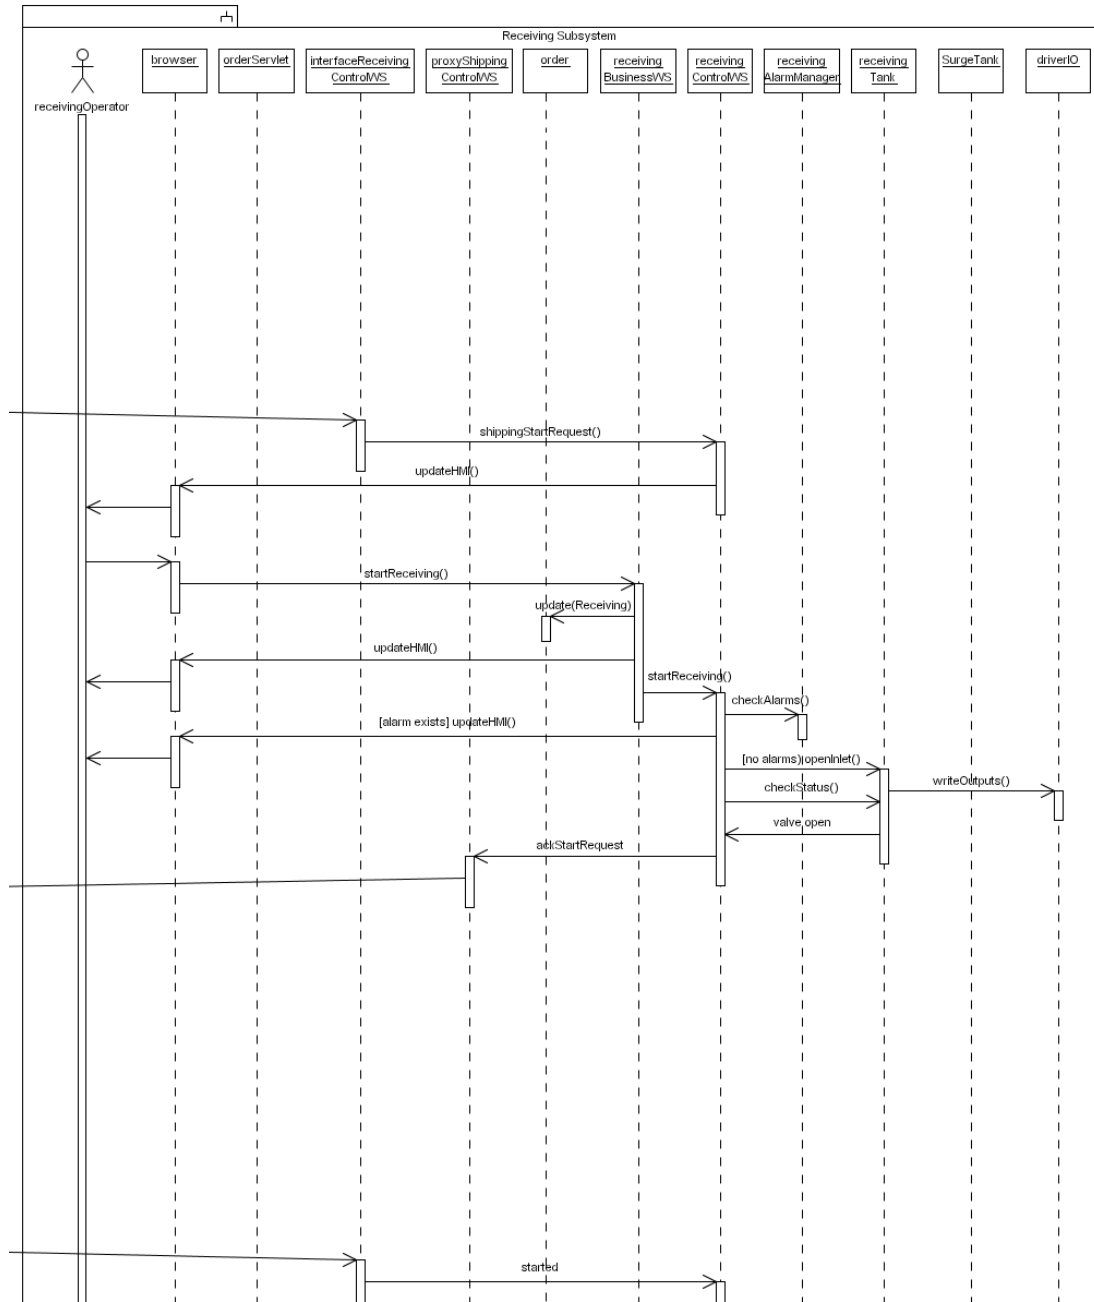 Receiving Subsystem
receivingOperator
browser
orderServlet
interfaceReceiving
ControlWS
proxyShipping
ControlWS
order
receiving
BusinessWS
receiving
ControlWS
receiving
AlarmManager
receiving
Tank
SurgeTank
driverIO
shippingStartRequest()
updateHMI()
startReceiving()
update(Receiving)
updateHMI()
startReceiving()
checkAlarms()
[alarm exists] updateHMI()
[no alarms) openInlet()
writeOutputs()
checkStatus()
valve open
ackStartRequest
started